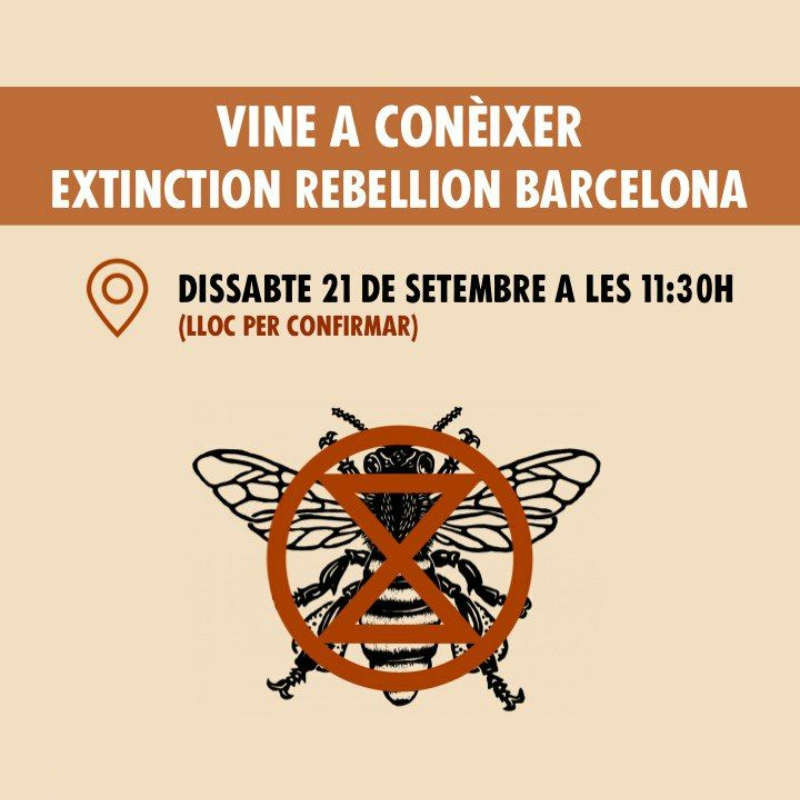 VINE A CONÈIXER
EXTINCTION REBELLION BARCELONA
DISSABTE 21 DE SETEMBRE A LES 11:30H
(LLOC PER CONFIRMAR)